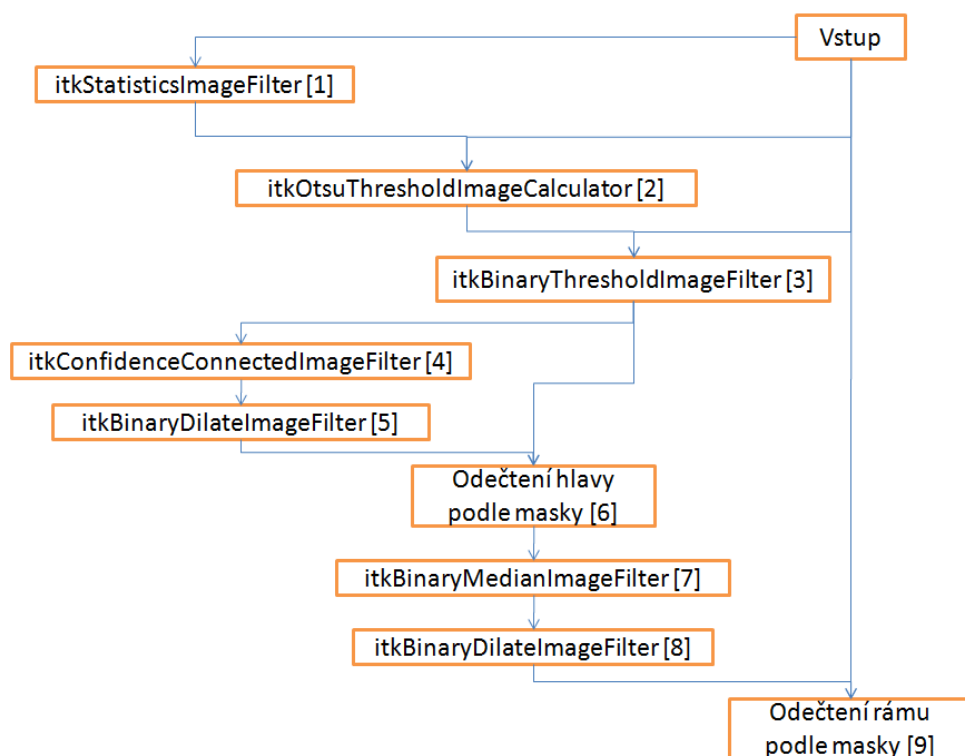 Vstup
itkStatisticsImageFilter [1]
itkOtsuThresholdImageCalculator [2]
itkBinaryThresholdImageFilter [3]
itkConfidenceConnectedImageFilter [4]
itkBinaryDilateImageFilter [5]
Odečtení hlavy
podle masky [6]
itkBinaryMedianImageFilter [7]
itkBinaryDilateImageFilter [8]
Odečtení rámu
podle masky [9]